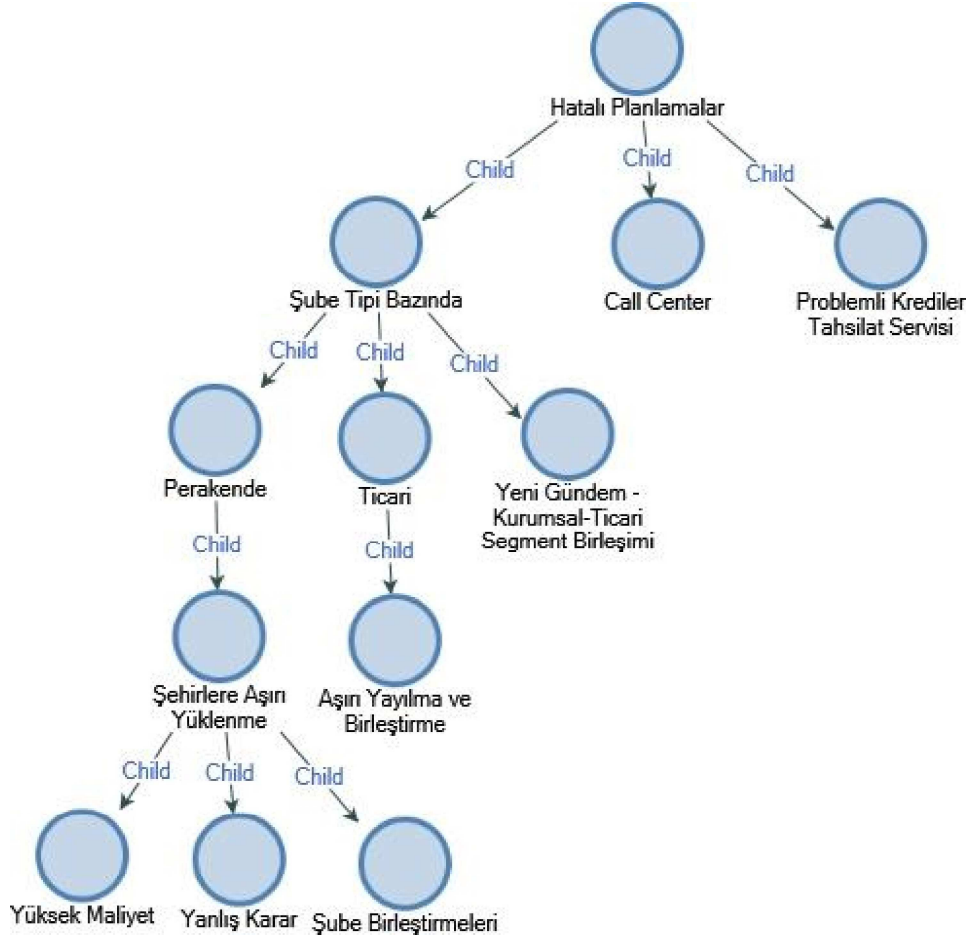 Hatalı Planlamalar
Child
Child
Child
Şube Tipi Bazında
Call Center
Problemli Krediler
Tahsilat Servisi
Child
Child
Child
Perakende
Ticari
Yeni Gündem -
Kurumsal-Ticari
Segment Birleşimi
Child
Child
Şehirlere Aşırı
Yüklenme
Aşırı Yayılma ve
Birleştirme
Child
Child
Child
Yüksek Maliyet
Yanlış Karar
Şube Birleştirmeleri